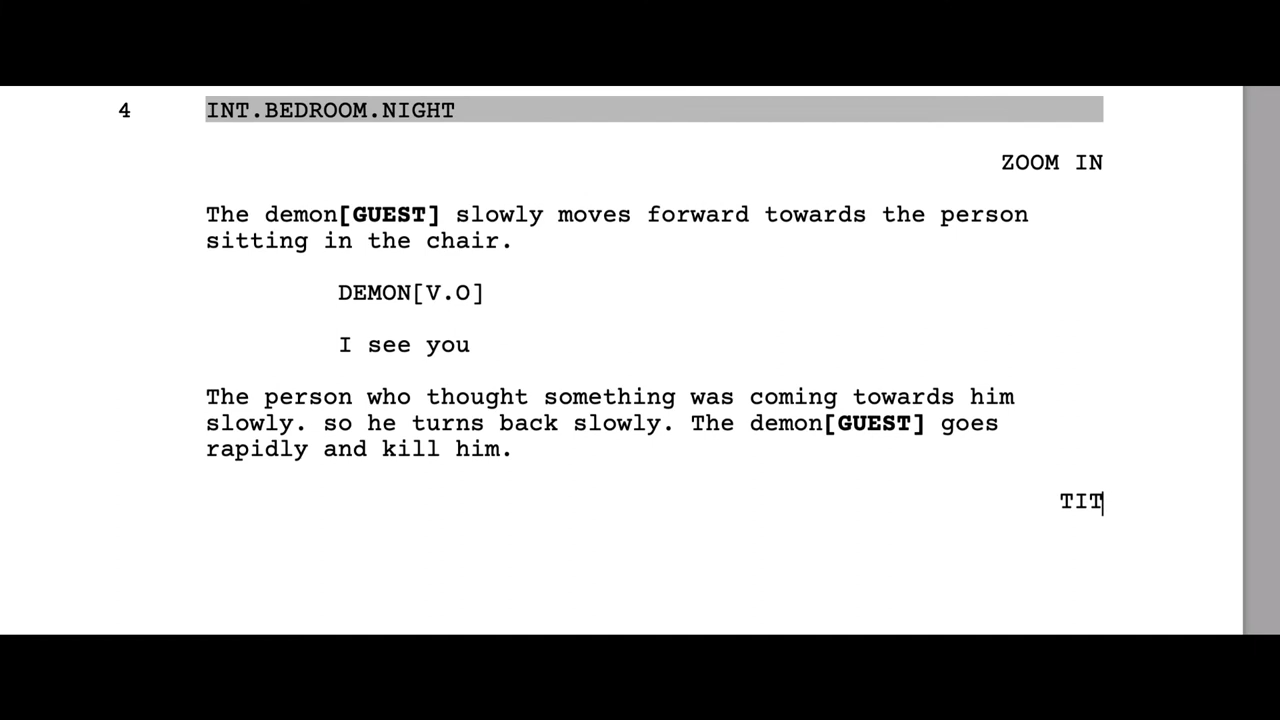 4 INT.BEDROOM.NIGHT
ZOOM IN
The demon[GUEST] slowly moves forward towards the person
sitting in the chair.
DEMON[V.O]
I see you
The person who thought something was coming towards him
slowly. so he turns back slowly. The demon[GUEST] goes
rapidly and kill him.
TIT